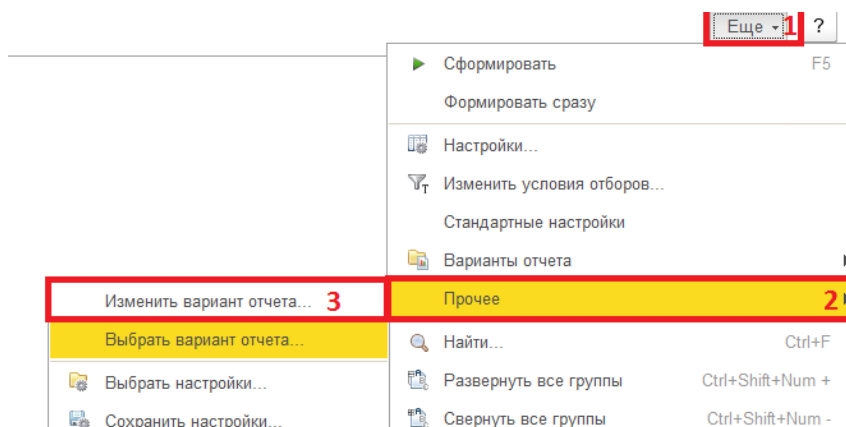 Еще 1 ?
Сформировать F5
Формировать сразу
Настройки...
Изменить условия отборов...
Стандартные настройки
Варианты отчета
Изменить вариант отчета... 3
Прочее 2
Выбрать вариант отчета...
Найти... Ctrl+F
Выбрать настройки...
Развернуть все группы Ctrl+Shift+Num +
Сохранить настройки...
Свернуть все группы Ctrl+Shift+Num -